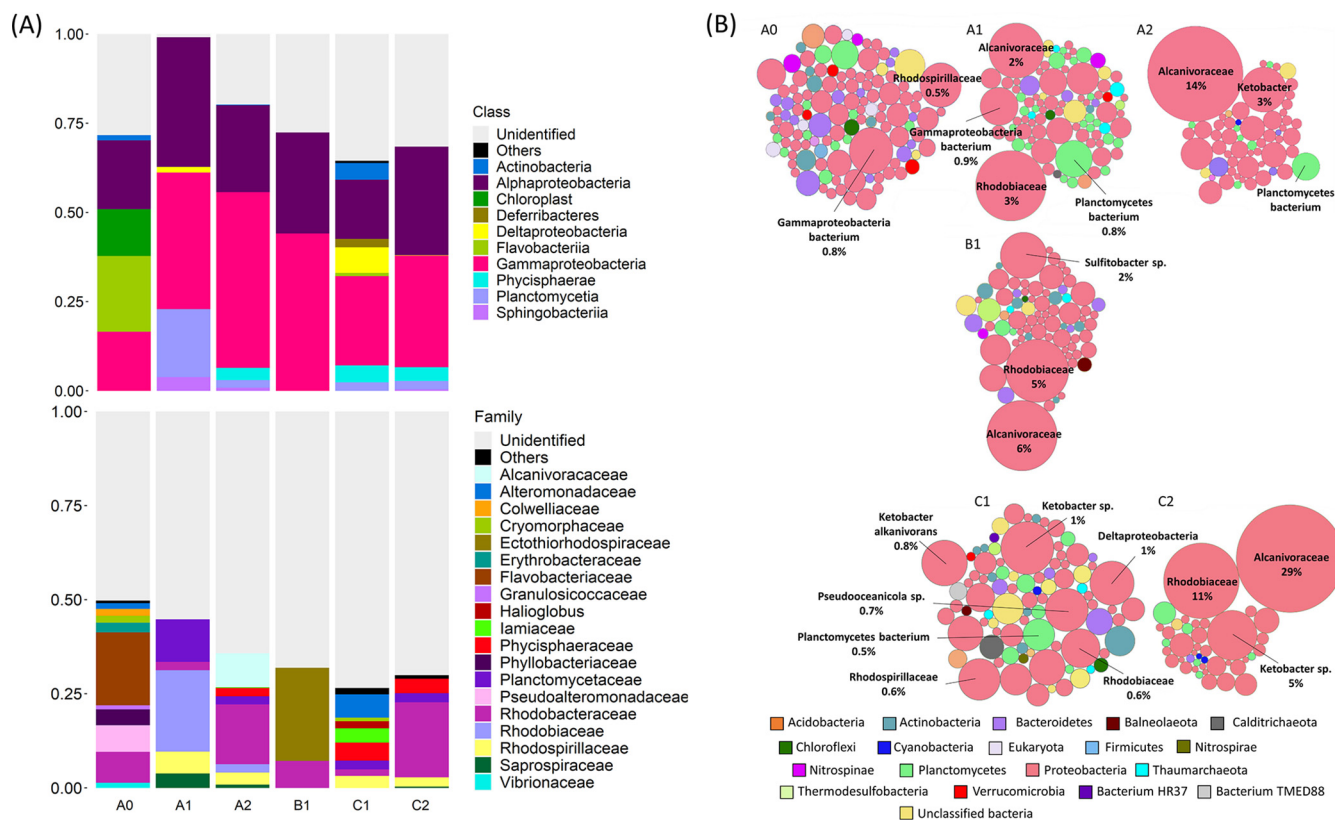 (A)
1.00
0.75
0.50
0.25
0.00
Class
Unidentified
Others
Actinobacteria
Alphaproteobacteria
Chloroplast
Deferribacteres
Deltaproteobacteria
Flavobacteriia
Gammaproteobacteria
Phycisphaerae
Planctomycetia
Sphingobacteriia
1.00
0.75
0.50
0.25
0.00
A0 A1 A2 B1 C1 C2
Family
Unidentified
Others
Alcanivoracaceae
Alteromonadaceae
Colwelliaceae
Cryomorphaceae
Ectothiorhodospiraceae
Erythrobacteraceae
Flavobacteriaceae
Granulosicoccaceae
Halioglobus
Iamiaceae
Phycisphaeraceae
Phyllobacteriaceae
Planctomycetaceae
Pseudoalteromonadaceae
Rhodobacteraceae
Rhodobiaceae
Rhodospirillaceae
Saprospiraceae
Vibrionaceae
(B)
A0
Rhodospirillaceae
0.5%
Gammaproteobacteria
bacterium
0.8%
A1
Alcanivoraceae
2%
Gammaproteobacteria
bacterium
0.9%
Rhodobiaceae
3%
Planctomycetes
bacterium
0.8%
A2
Alcanivoraceae
14%
Ketobacter
3%
Planctomycetes
bacterium
B1
Sulfitobacter sp.
2%
Rhodobiaceae
5%
Alcanivoraceae
6%
C1
Ketobacter
alkanivorans
0.8%
Ketobacter sp.
1%
Deltaproteobacteria
1%
Pseudooceanicola sp.
0.7%
Planctomycetes bacterium
0.5%
Rhodospirillaceae
0.6%
Rhodobiaceae
0.6%
C2
Alcanivoraceae
29%
Rhodobiaceae
11%
Ketobacter sp.
5%
Acidobacteria Actinobacteria Bacteroidetes Balneolaeota Calditrichaeota
Chloroflexi Cyanobacteria Eukaryota Firmicutes Nitrospirae
Nitrospinae Planctomycetes Proteobacteria Thaumarchaeota
Thermodesulfobacteria Verrucomicrobia Bacterium HR37 Bacterium TMED88
Unclassified bacteria